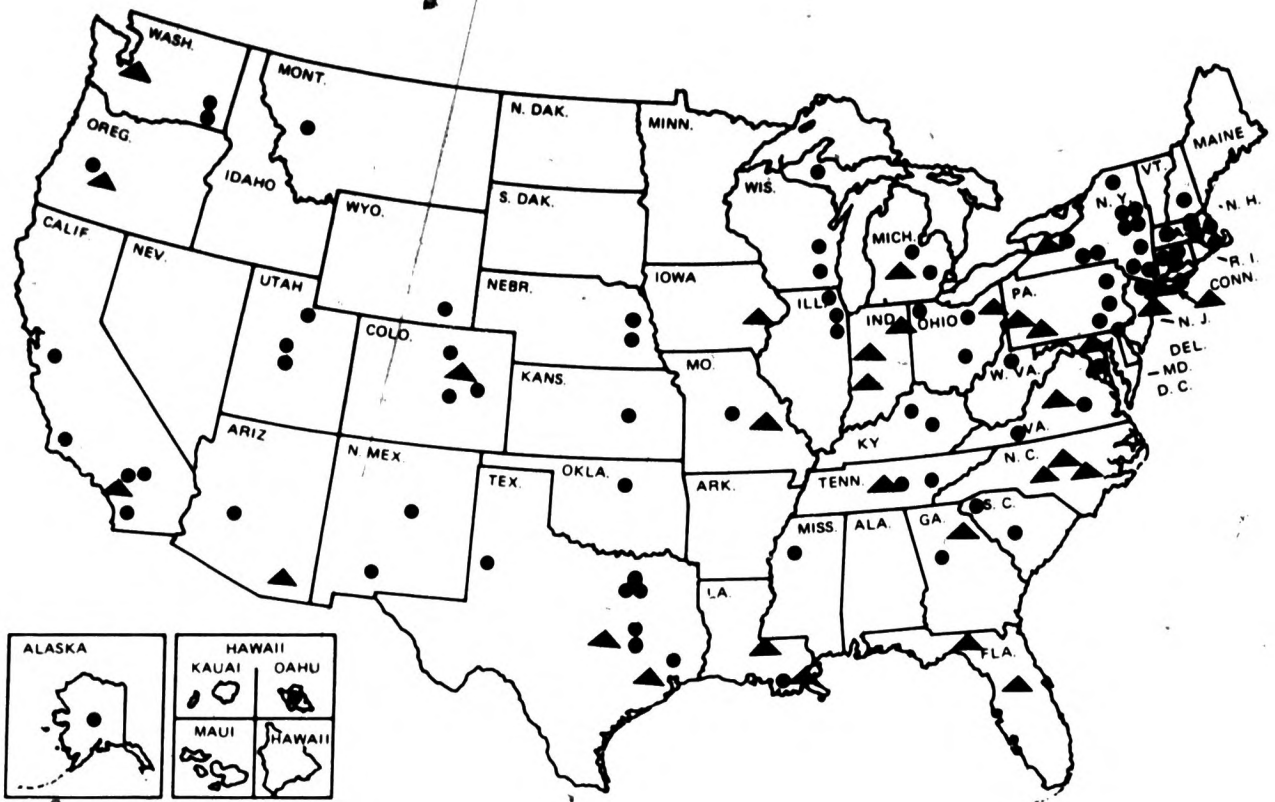 WASH.
MONT.
N. DAK.
MINN.
OREG.
IDAHO
WYO.
S. DAK.
WIS.
MICH.
N. Y.
VT.
MAINE
N. H.
R. I.
CONN.
N. J.
DEL.
MD.
D. C.
CALIF.
NEV.
UTAH
COLO.
NEBR.
IOWA
ILL.
IND.
OHIO
PA.
W. VA.
VA.
KANS.
MO.
KY
ARIZ
N. MEX.
TEX.
OKLA.
ARK.
TENN.
N. C.
S. C.
MISS.
ALA.
GA.
LA.
FLA.
ALASKA
HAWAII
KAUAI
OAHU
MAUI
HAWAII